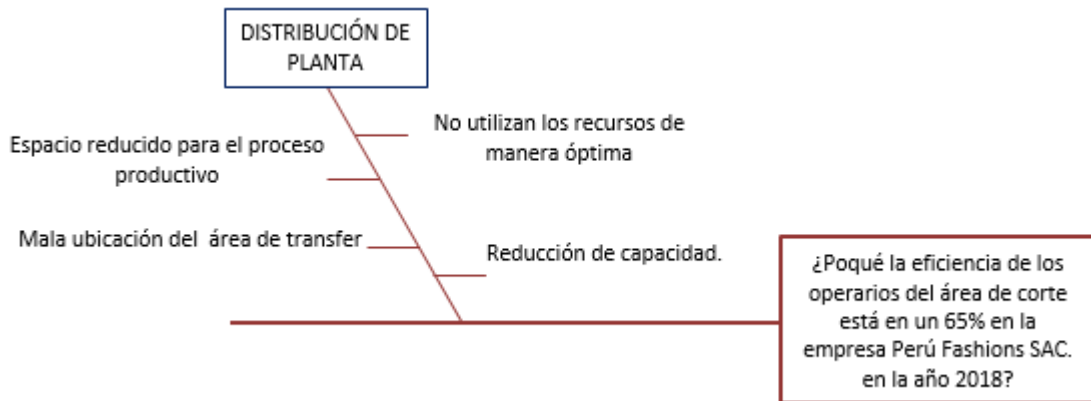 DISTRIBUCIÓN DE
PLANTA
No utilizan los recursos de
manera óptima
Espacio reducido para el proceso
productivo
Mala ubicación del área de transfer
Reducción de capacidad.
¿Poqué la eficiencia de los
operarios del área de corte
está en un 65% en la
empresa Perú Fashions SAC.
en la año 2018?